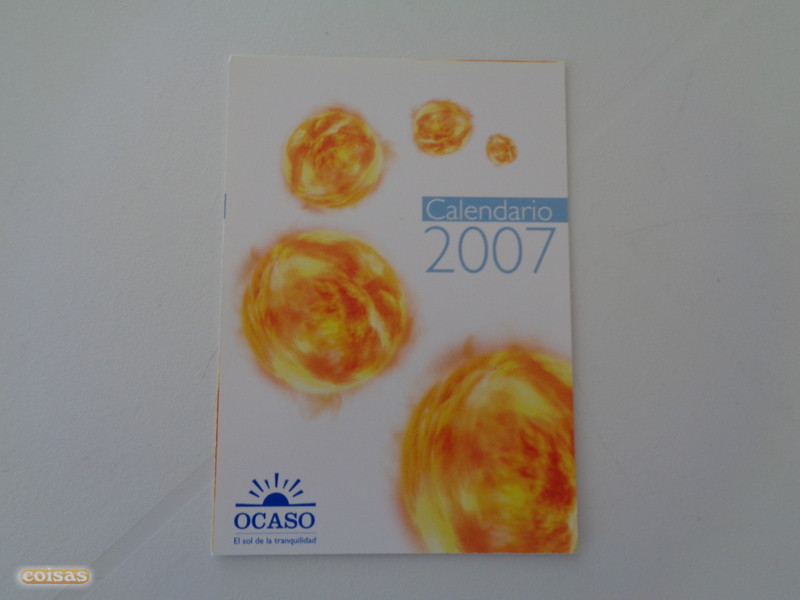 Calendario
2007
OCASO
El sol de la tranquilidad
coisas